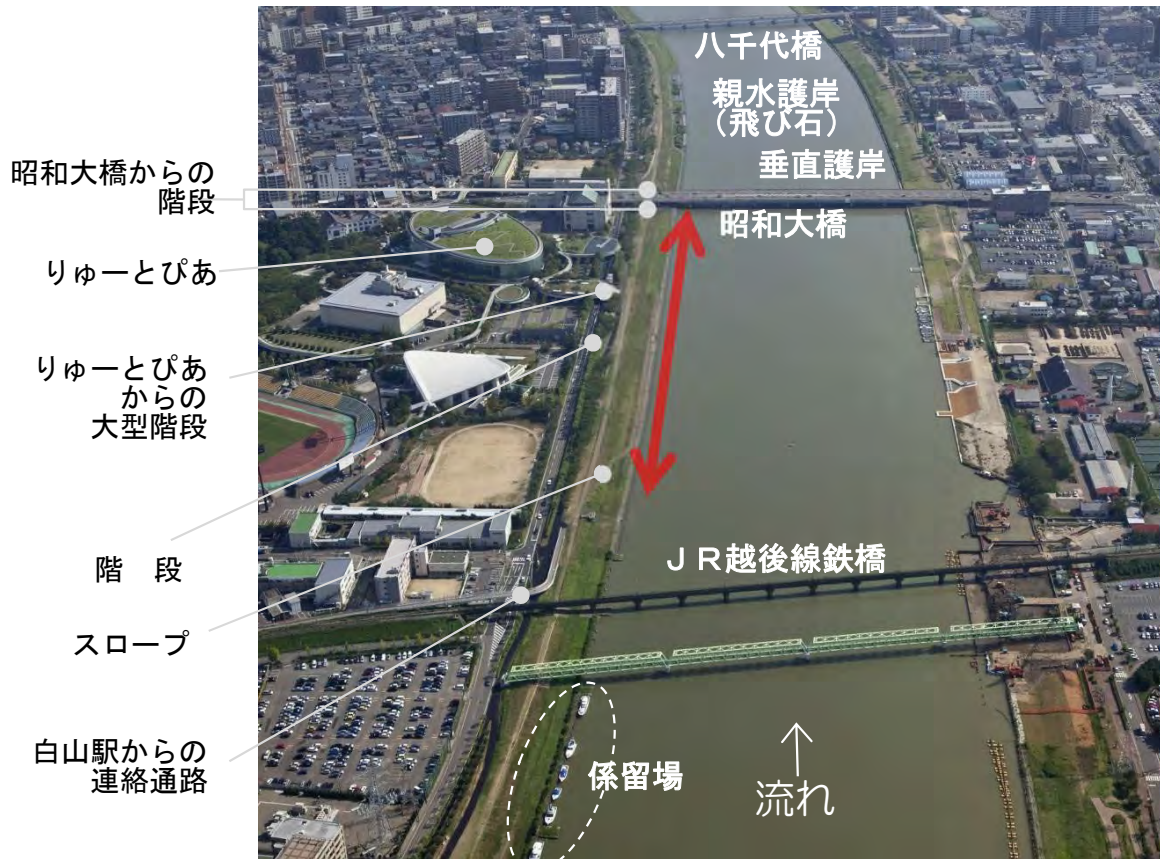 八千代橋
親水護岸
（飛び石）
垂直護岸
昭和大橋からの
階段
昭和大橋
りゅーとぴあ
りゅーとぴあ
からの
大型階段
階　段
ＪＲ越後線鉄橋
スロープ
白山駅からの
連絡通路
係留場
流れ